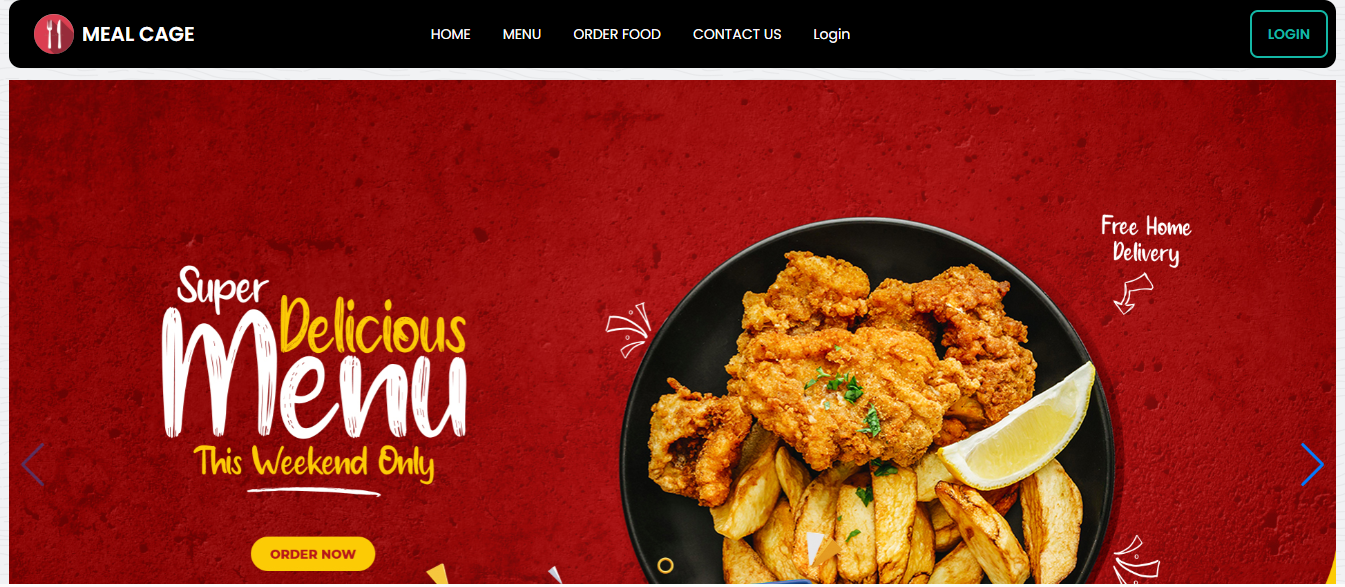 MEAL CAGE
HOME MENU ORDER FOOD CONTACT US Login
LOGIN
Super
Delicious
Menu
This Weekend Only
ORDER NOW
Free Home
Delivery